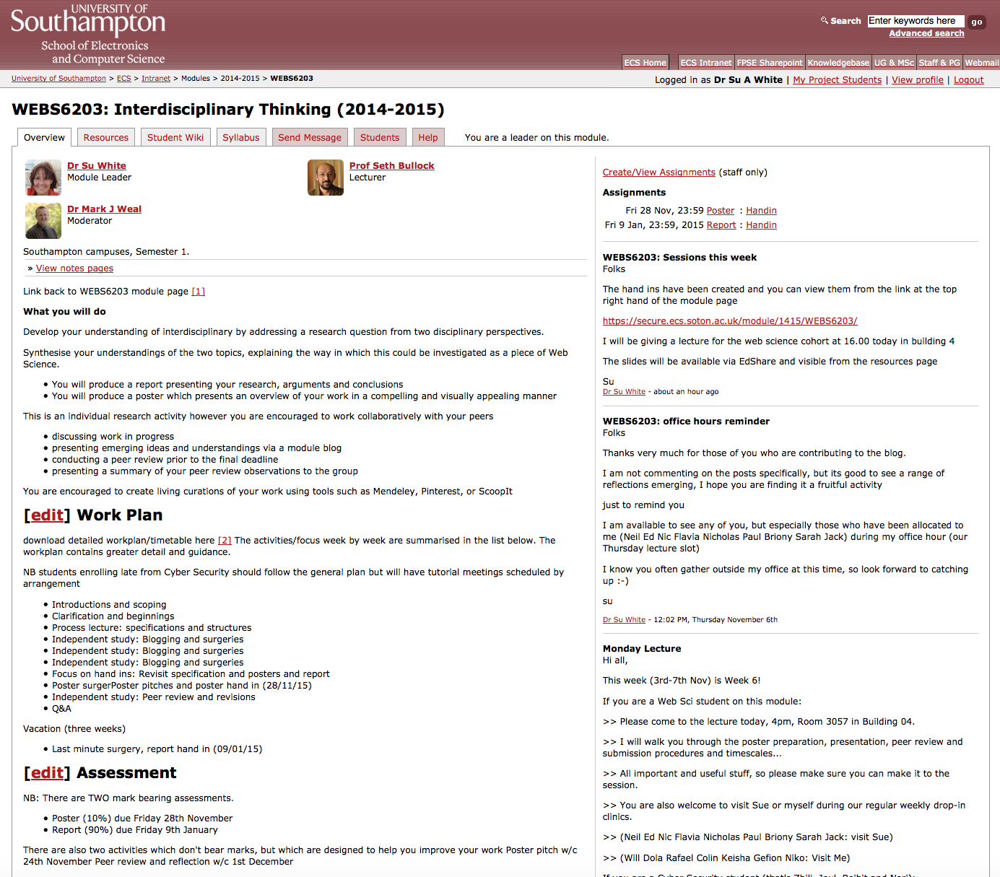 UNIVERSITY OF
Southampton
School of Electronics
and Computer Science
Search
Enter keywords here
go
Advanced search
ECS Home
ECS Intranet
FPSE Sharepoint
Knowledgebase
UG & MSc
Staff & PG
Webmail
University of Southampton > ECS > Intranet > Modules > 2014-2015 > WEBS6203
Logged in as Dr Su A White | My Project Students | View profile | Logout
WEBS6203: Interdisciplinary Thinking (2014-2015)
Overview
Resources
Student Wiki
Syllabus
Send Message
Students
Help
You are a leader on this module.
Dr Su White
Module Leader
Prof Seth Bullock
Lecturer
Dr Mark J Weal
Moderator
Southampton campuses, Semester 1.
» View notes pages
Link back to WEBS6203 module page [1]
What you will do
Develop your understanding of interdisciplinary by addressing a research question from two disciplinary perspectives.
Synthesise your understandings of the two topics, explaining the way in which this could be investigated as a piece of Web
Science.
• You will produce a report presenting your research, arguments and conclusions
• You will produce a poster which presents an overview of your work in a compelling and visually appealing manner
This is an individual research activity however you are encouraged to work collaboratively with your peers
• discussing work in progress
• presenting emerging ideas and understandings via a module blog
• conducting a peer review prior to the final deadline
• presenting a summary of your peer review observations to the group
You are encouraged to create living curations of your work using tools such as Mendeley, Pinterest, or ScoopIt
[edit] Work Plan
download detailed workplan/timetable here [2] The activities/focus week by week are summarised in the list below. The
workplan contains greater detail and guidance.
NB students enrolling late from Cyber Security should follow the general plan but will have tutorial meetings scheduled by
arrangement
• Introductions and scoping
• Clarification and beginnings
• Process lecture: specifications and structures
• Independent study: Blogging and surgeries
• Independent study: Blogging and surgeries
• Independent study: Blogging and surgeries
• Focus on hand ins: Revisit specification and posters and report
• Poster surgerPoster pitches and poster hand in (28/11/15)
• Independent study: Peer review and revisions
• Q&A
Vacation (three weeks)
• Last minute surgery, report hand in (09/01/15)
[edit] Assessment
NB: There are TWO mark bearing assessments.
• Poster (10%) due Friday 28th November
• Report (90%) due Friday 9th January
There are also two activities which don't bear marks, but which are designed to help you improve your work Poster pitch w/c
24th November Peer review and reflection w/c 1st December
Create/View Assignments (staff only)
Assignments
Fri 28 Nov, 23:59 Poster : Handin
Fri 9 Jan, 23:59, 2015 Report : Handin
WEBS6203: Sessions this week
Folks
The hand ins have been created and you can view them from the link at the top
right hand of the module page
https://secure.ecs.soton.ac.uk/module/1415/WEBS6203/
I will be giving a lecture for the web science cohort at 16.00 today in building 4
The slides will be available via EdShare and visible from the resources page
Su
Dr Su White - about an hour ago
WEBS6203: office hours reminder
Folks
Thanks very much for those of you who are contributing to the blog.
I am not commenting on the posts specifically, but its good to see a range of
reflections emerging, I hope you are finding it a fruitful activity
just to remind you
I am available to see any of you, but especially those who have been allocated to
me (Neil Ed Nic Flavia Nicholas Paul Briony Sarah Jack) during my office hour (our
Thursday lecture slot)
I know you often gather outside my office at this time, so look forward to catching
up :-)
su
Dr Su White - 12:02 PM, Thursday November 6th
Monday Lecture
Hi all,
This week (3rd-7th Nov) is Week 6!
If you are a Web Sci student on this module:
>> Please come to the lecture today, 4pm, Room 3057 in Building 04.
>> I will walk you through the poster preparation, presentation, peer review and
submission procedures and timescales...
>> All important and useful stuff, so please make sure you can make it to the
session.
>> You are also welcome to visit Sue or myself during our regular weekly drop-in
clinics.
>> (Neil Ed Nic Flavia Nicholas Paul Briony Sarah Jack: visit Sue)
>> (Will Dola Rafael Colin Keisha Gefion Niko: Visit Me)
If you are a Cyber Security student (that's